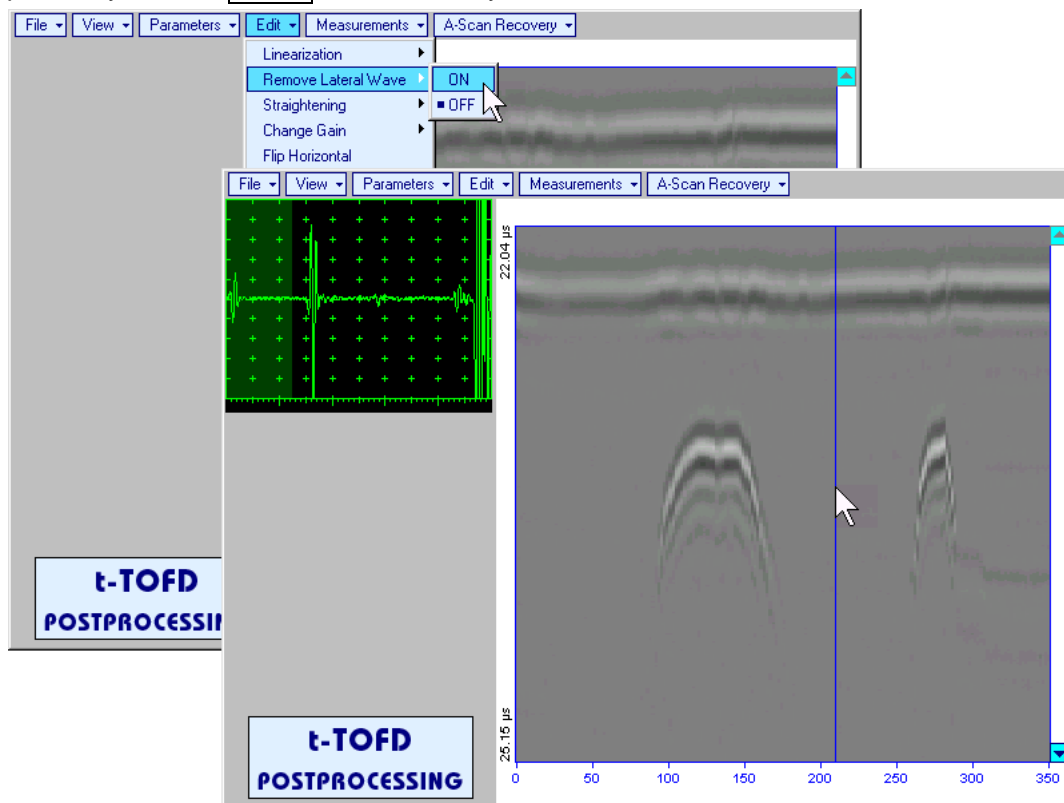 File View Parameters Edit Measurements A-Scan Recovery
Linearization
Remove Lateral Wave ON
Straightening OFF
Change Gain
Flip Horizontal
t-TOFD
File View Parameters Edit Measurements A-Scan Recovery
22.04 µs
25.15 µs
0 50 100 150 200 250 300 350
t-TOFD
POSTPROCESSING